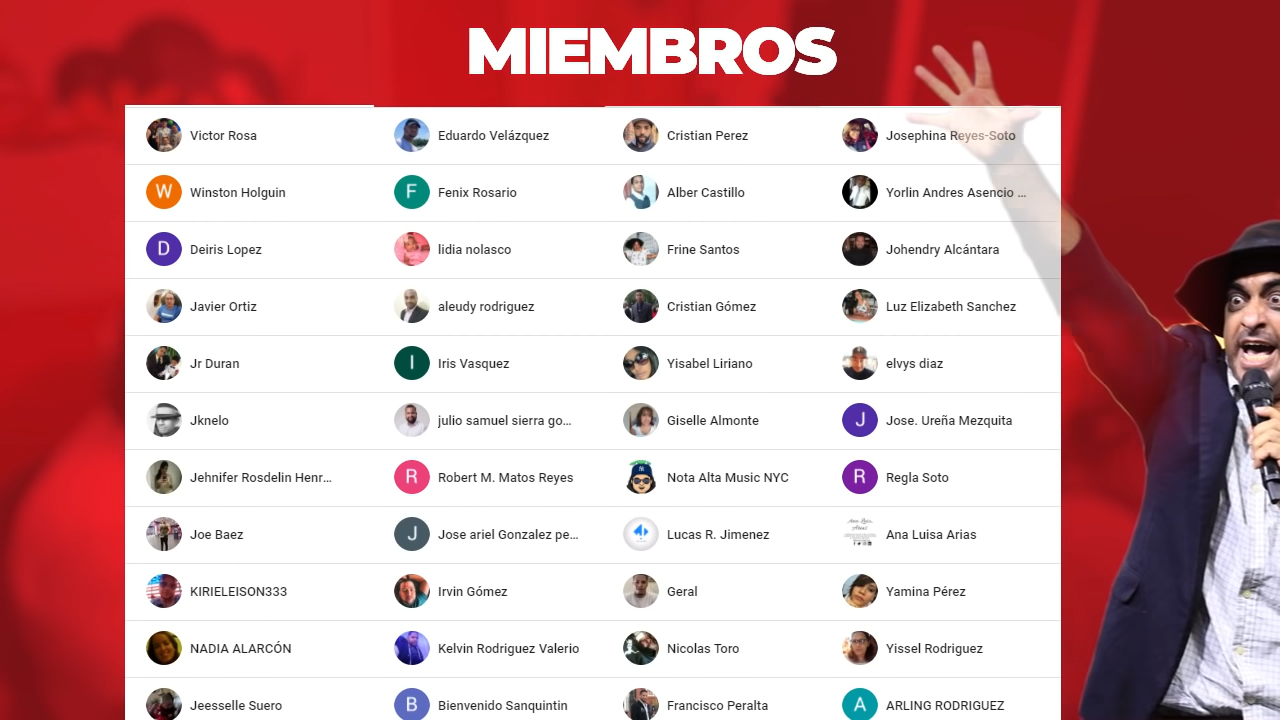 MIEMBROS
Victor Rosa Eduardo Velázquez Cristian Perez Josephina Reyes-Soto
W Winston Holguin F Fenix Rosario Alber Castillo Yorlin Andres Asencio ...
D Deiris Lopez lidia nolasco Frine Santos Johendry Alcántara
Javier Ortiz aleudy rodriguez Cristian Gómez Luz Elizabeth Sanchez
Jr Duran I Iris Vasquez Yisabel Liriano elvys diaz
Jknelo julio samuel sierra go... Giselle Almonte J Jose. Ureña Mezquita
Jehnifer Rosdelin Henr... R Robert M. Matos Reyes Nota Alta Music NYC R Regla Soto
Joe Baez J Jose ariel Gonzalez pe... Lucas R. Jimenez Ana Luisa Arias
KIRIELEISON333 Irvin Gómez Geral Yamina Pérez
NADIA ALARCÓN Kelvin Rodriguez Valerio Nicolas Toro Yissel Rodriguez
Jeesselle Suero B Bienvenido Sanquintin Francisco Peralta A ARLING RODRIGUEZ